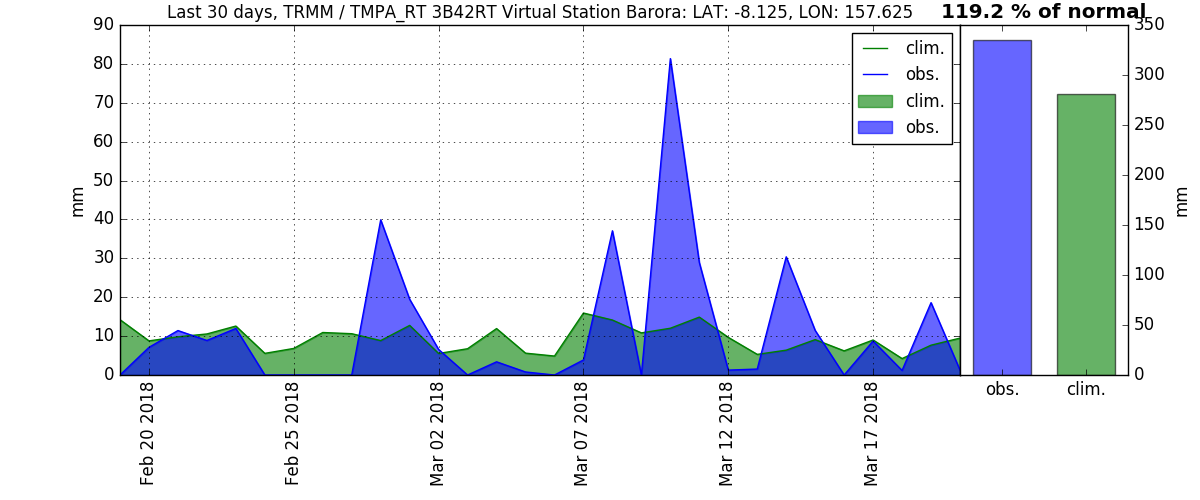 Last 30 days, TRMM / TMPA_RT 3B42RT Virtual Station Barora: LAT: -8.125, LON: 157.625
119.2 % of normal
90
80
70
60
50
40
30
20
10
0
mm
clim.
obs.
clim.
obs.
350
300
250
200
150
100
50
0
mm
obs.
clim.
Feb 20 2018
Feb 25 2018
Mar 02 2018
Mar 07 2018
Mar 12 2018
Mar 17 2018